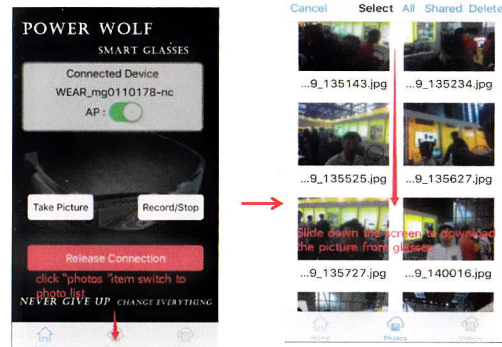 POWER WOLF
SMART GLASSES
Connected Device
WEAR_mg0110178-nc
AP :
Take Picture
Record/Stop
Release Connection
click "photos "item switch to
photo list
NEVER GIVE UP CHANGE EVERYTHING
Cancel Select All Shared Delete
...9_135143.jpg
...9_135234.jpg
...9_135525.jpg
...9_135627.jpg
Slide down the screen to download
the picture from glasses
...9_135727.jpg
...9_140016.jpg
Home
Photos
Videos